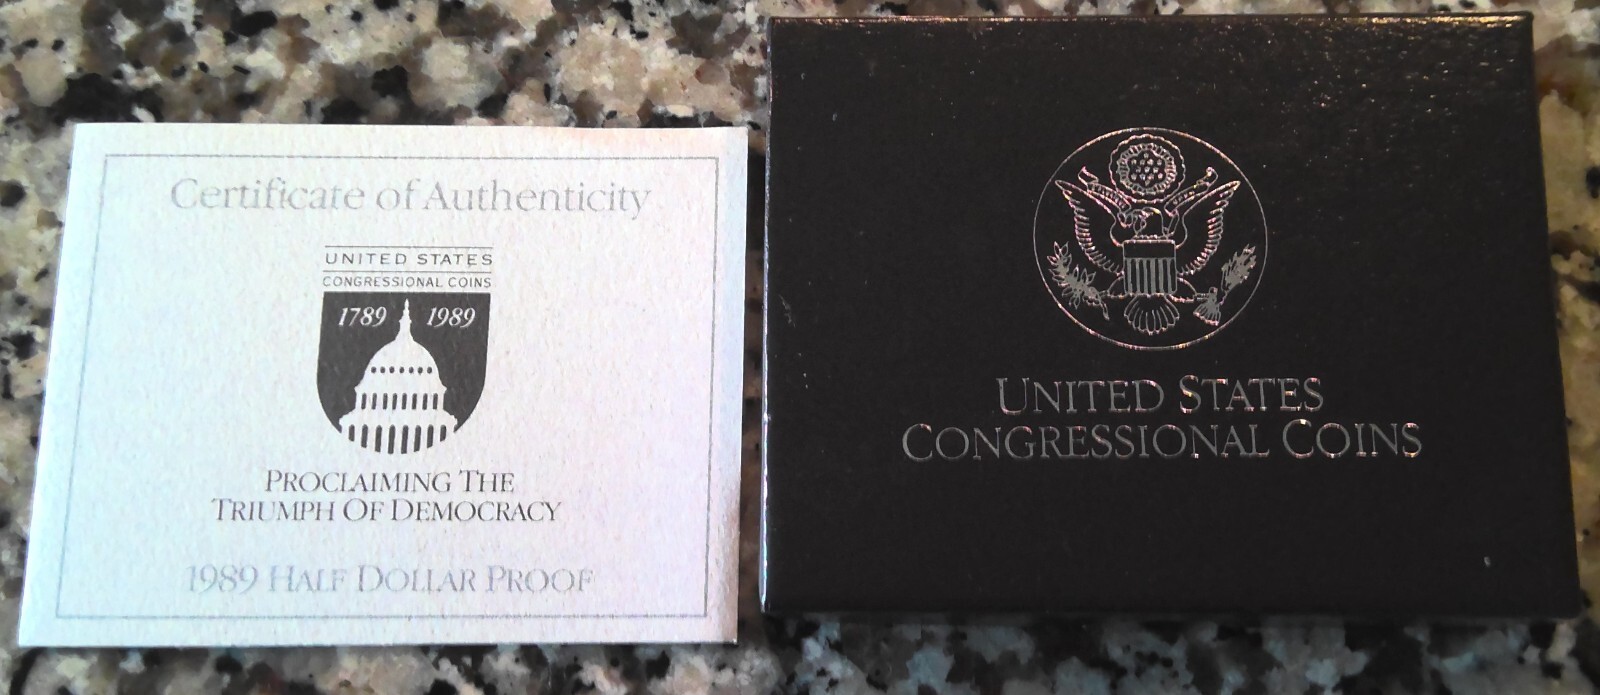 Certificate of Authenticity
UNITED STATES
CONGRESSIONAL COINS
1789 1989
PROCLAIMING THE
TRIUMPH OF DEMOCRACY
1989 HALF DOLLAR PROOF
UNITED STATES
CONGRESSIONAL COINS